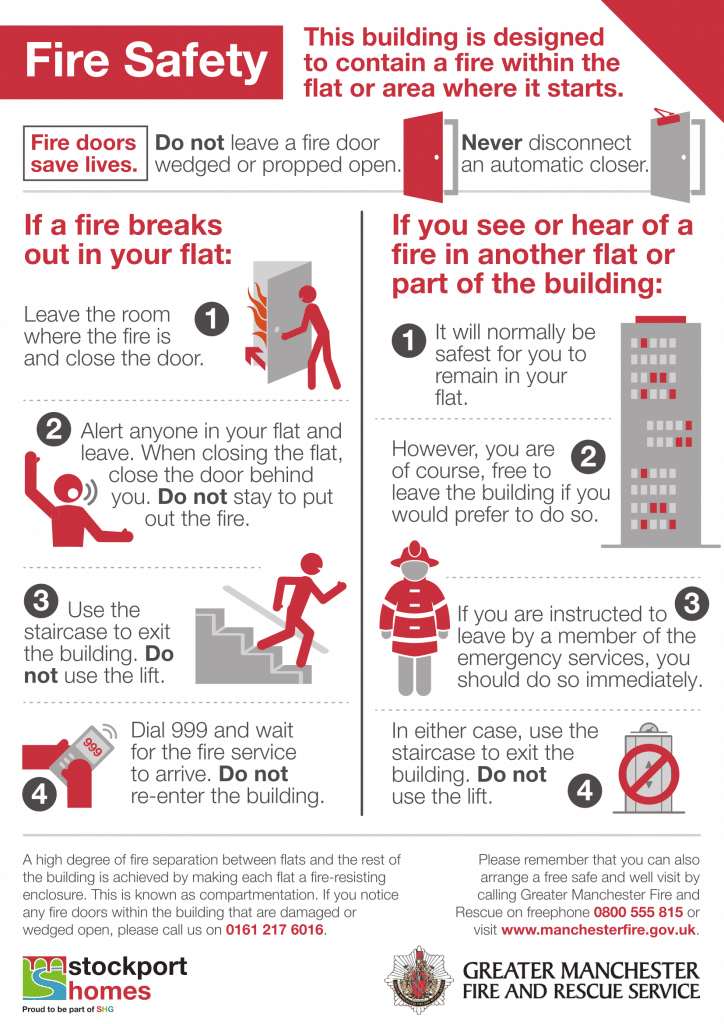 Fire Safety
This building is designed
to contain a fire within the
flat or area where it starts.
Fire doors
save lives.
Do not leave a fire door
wedged or propped open.
Never disconnect
an automatic closer.
If a fire breaks
out in your flat:
Leave the room
where the fire is
and close the door.
1
2
Alert anyone in your flat and
leave. When closing the flat,
close the door behind
you. Do not stay to put
out the fire.
3
Use the
staircase to exit
the building. Do
not use the lift.
999
4
Dial 999 and wait
for the fire service
to arrive. Do not
re-enter the building.
If you see or hear of a
fire in another flat or
part of the building:
1
It will normally be
safest for you to
remain in your
flat.
However, you are
of course, free to
leave the building if you
would prefer to do so.
2
3
If you are instructed to
leave by a member of the
emergency services, you
should do so immediately.
In either case, use the
staircase to exit the
building. Do not
use the lift.
4
A high degree of fire separation between flats and the rest of
the building is achieved by making each flat a fire-resisting
enclosure. This is known as compartmentation. If you notice
any fire doors within the building that are damaged or
wedged open, please call us on 0161 217 6016.
Please remember that you can also
arrange a free safe and well visit by
calling Greater Manchester Fire and
Rescue on freephone 0800 555 815 or
visit www.manchesterfire.gov.uk.
stockport
homes
Proud to be part of SHG
GREATER MANCHESTER
FIRE AND RESCUE SERVICE